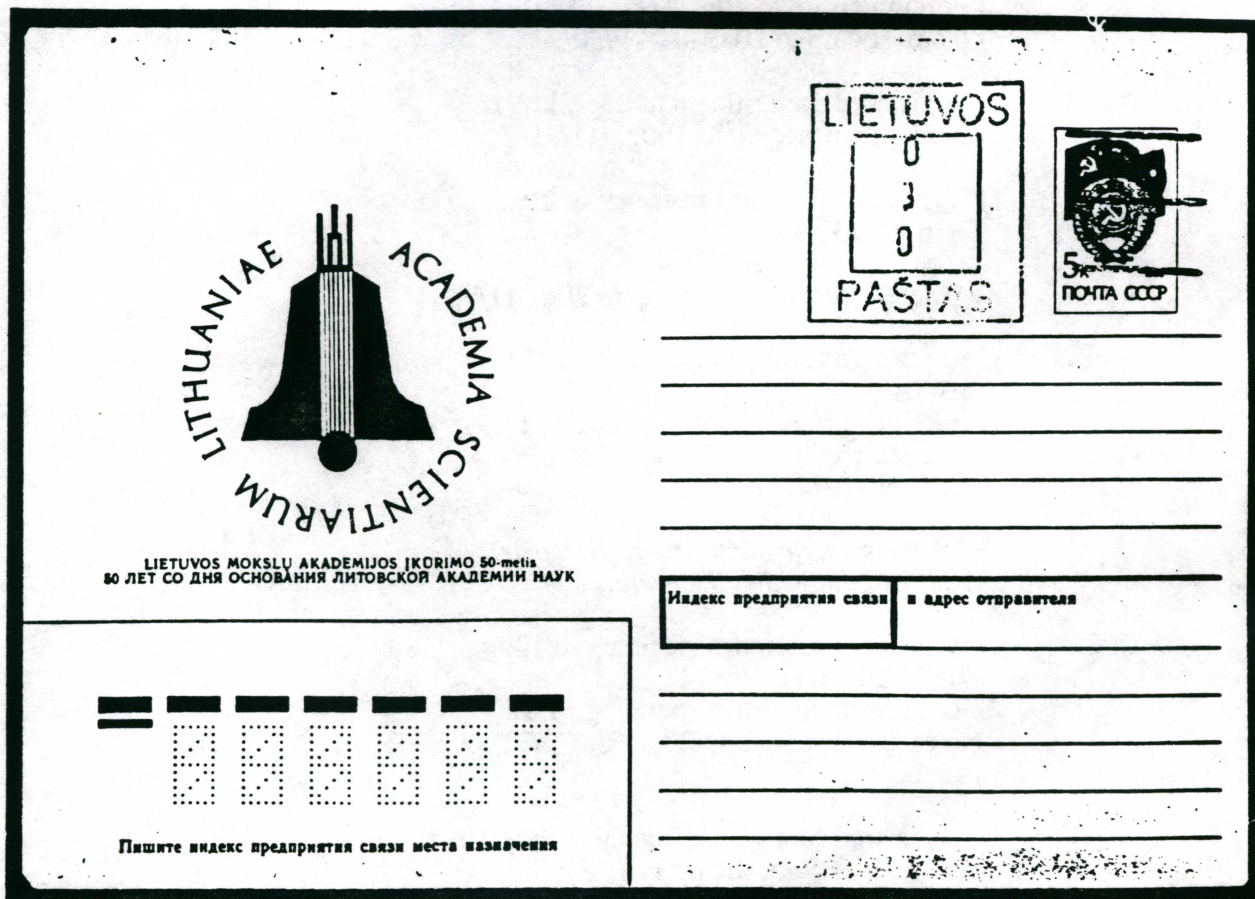 LIETUVOS
0
3
0
PAŠTAS
5к
ПОЧТА СССР
LITHUANIAE ACADEMIA SCIENTIARUM
LIETUVOS MOKSLŲ AKADEMIJOS ĮKŪRIMO 50-metis
50 ЛЕТ СО ДНЯ ОСНОВАНИЯ ЛИТОВСКОЙ АКАДЕМИИ НАУК
Индекс предприятия связи и адрес отправителя
Пишите индекс предприятия связи места назначения